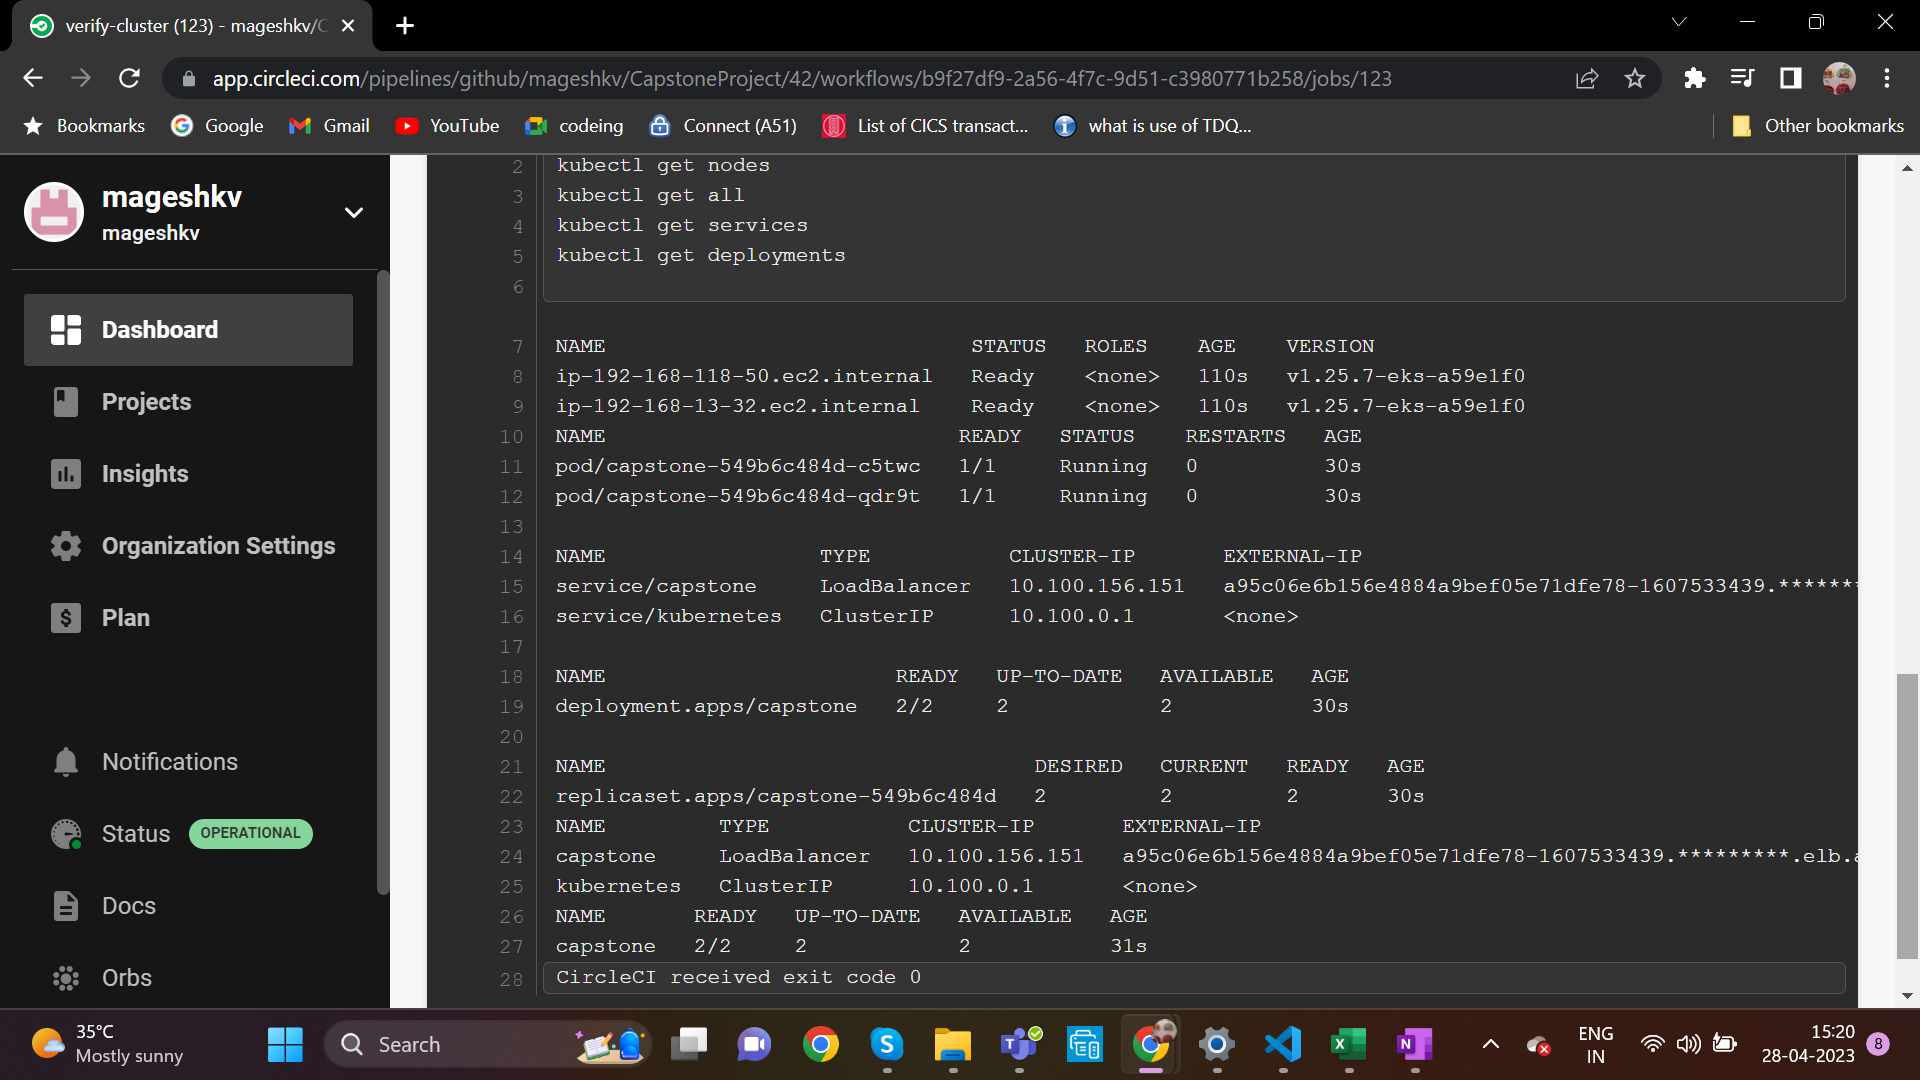 verify-cluster (123) - mageshkv/C
app.circleci.com/pipelines/github/mageshkv/CapstoneProject/42/workflows/b9f27df9-2a56-4f7c-9d51-c3980771b258/jobs/123
Bookmarks Google Gmail YouTube codeing Connect (A51) List of CICS transact... what is use of TDQ... Other bookmarks
mageshkv
mageshkv
Dashboard
Projects
Insights
Organization Settings
Plan
Notifications
Status OPERATIONAL
Docs
Orbs
2 kubectl get nodes
3 kubectl get all
4 kubectl get services
5 kubectl get deployments
6
7 NAME STATUS ROLES AGE VERSION
8 ip-192-168-118-50.ec2.internal Ready <none> 110s v1.25.7-eks-a59e1f0
9 ip-192-168-13-32.ec2.internal Ready <none> 110s v1.25.7-eks-a59e1f0
10 NAME READY STATUS RESTARTS AGE
11 pod/capstone-549b6c484d-c5twc 1/1 Running 0 30s
12 pod/capstone-549b6c484d-qdr9t 1/1 Running 0 30s
13
14 NAME TYPE CLUSTER-IP EXTERNAL-IP
15 service/capstone LoadBalancer 10.100.156.151 a95c06e6b156e4884a9bef05e71dfe78-1607533439.*******
16 service/kubernetes ClusterIP 10.100.0.1 <none>
17
18 NAME READY UP-TO-DATE AVAILABLE AGE
19 deployment.apps/capstone 2/2 2 2 30s
20
21 NAME DESIRED CURRENT READY AGE
22 replicaset.apps/capstone-549b6c484d 2 2 2 30s
23 NAME TYPE CLUSTER-IP EXTERNAL-IP
24 capstone LoadBalancer 10.100.156.151 a95c06e6b156e4884a9bef05e71dfe78-1607533439.*********.elb.a
25 kubernetes ClusterIP 10.100.0.1 <none>
26 NAME READY UP-TO-DATE AVAILABLE AGE
27 capstone 2/2 2 2 31s
28 CircleCI received exit code 0
35°C
Mostly sunny
Search
ENG
IN
15:20
28-04-2023
8